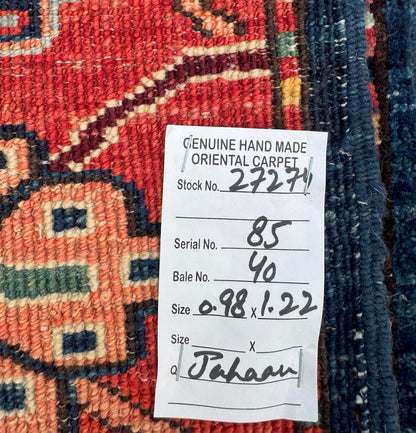 GENUINE HAND MADE
ORIENTAL CARPET
Stock No. 27274
Serial No. 85
Bale No. 40
Size 0.98 x 1.22
Size x
Q. Jahaan